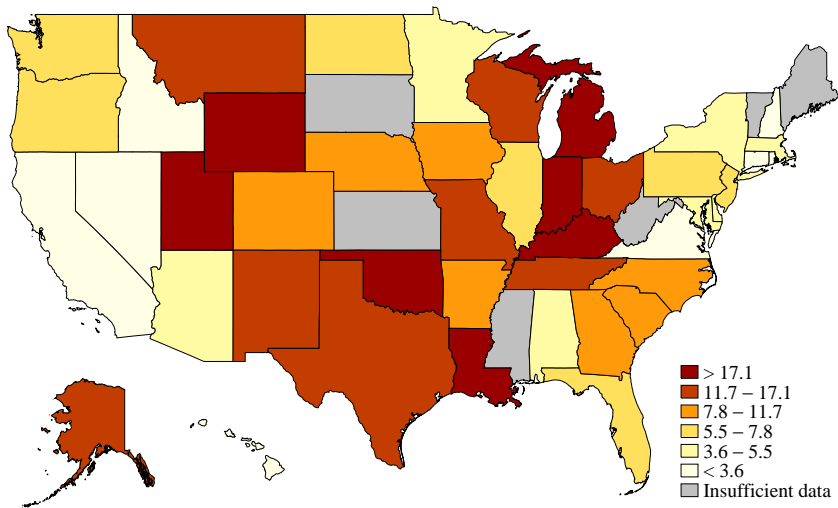 > 17.1
11.7 – 17.1
7.8 – 11.7
5.5 – 7.8
3.6 – 5.5
< 3.6
Insufficient data